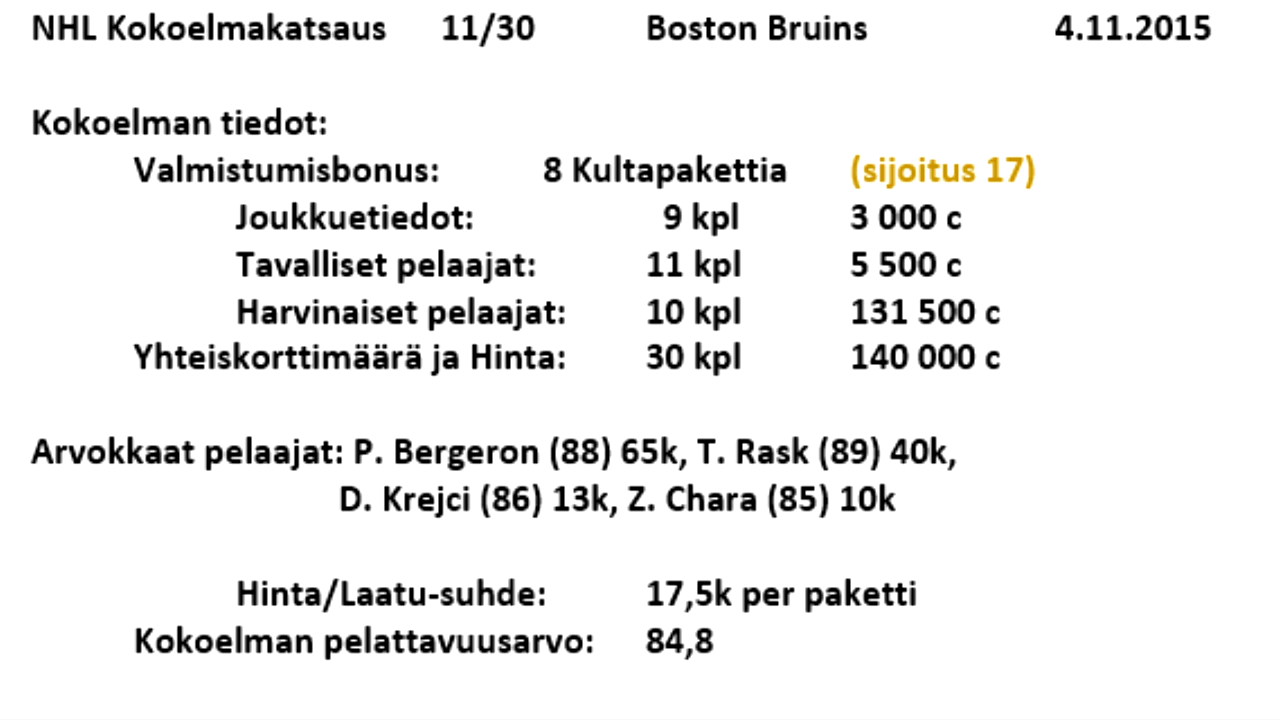 NHL Kokoelmakatsaus 11/30 Boston Bruins 4.11.2015
Kokoelman tiedot:
Valmistumisbonus: 8 Kultapakettia (sijoitus 17)
Joukkuetiedot: 9 kpl 3 000 c
Tavalliset pelaajat: 11 kpl 5 500 c
Harvinaiset pelaajat: 10 kpl 131 500 c
Yhteiskorttimäärä ja Hinta: 30 kpl 140 000 c
Arvokkaat pelaajat: P. Bergeron (88) 65k, T. Rask (89) 40k,
D. Krejci (86) 13k, Z. Chara (85) 10k
Hinta/Laatu-suhde: 17,5k per paketti
Kokoelman pelattavuusarvo: 84,8